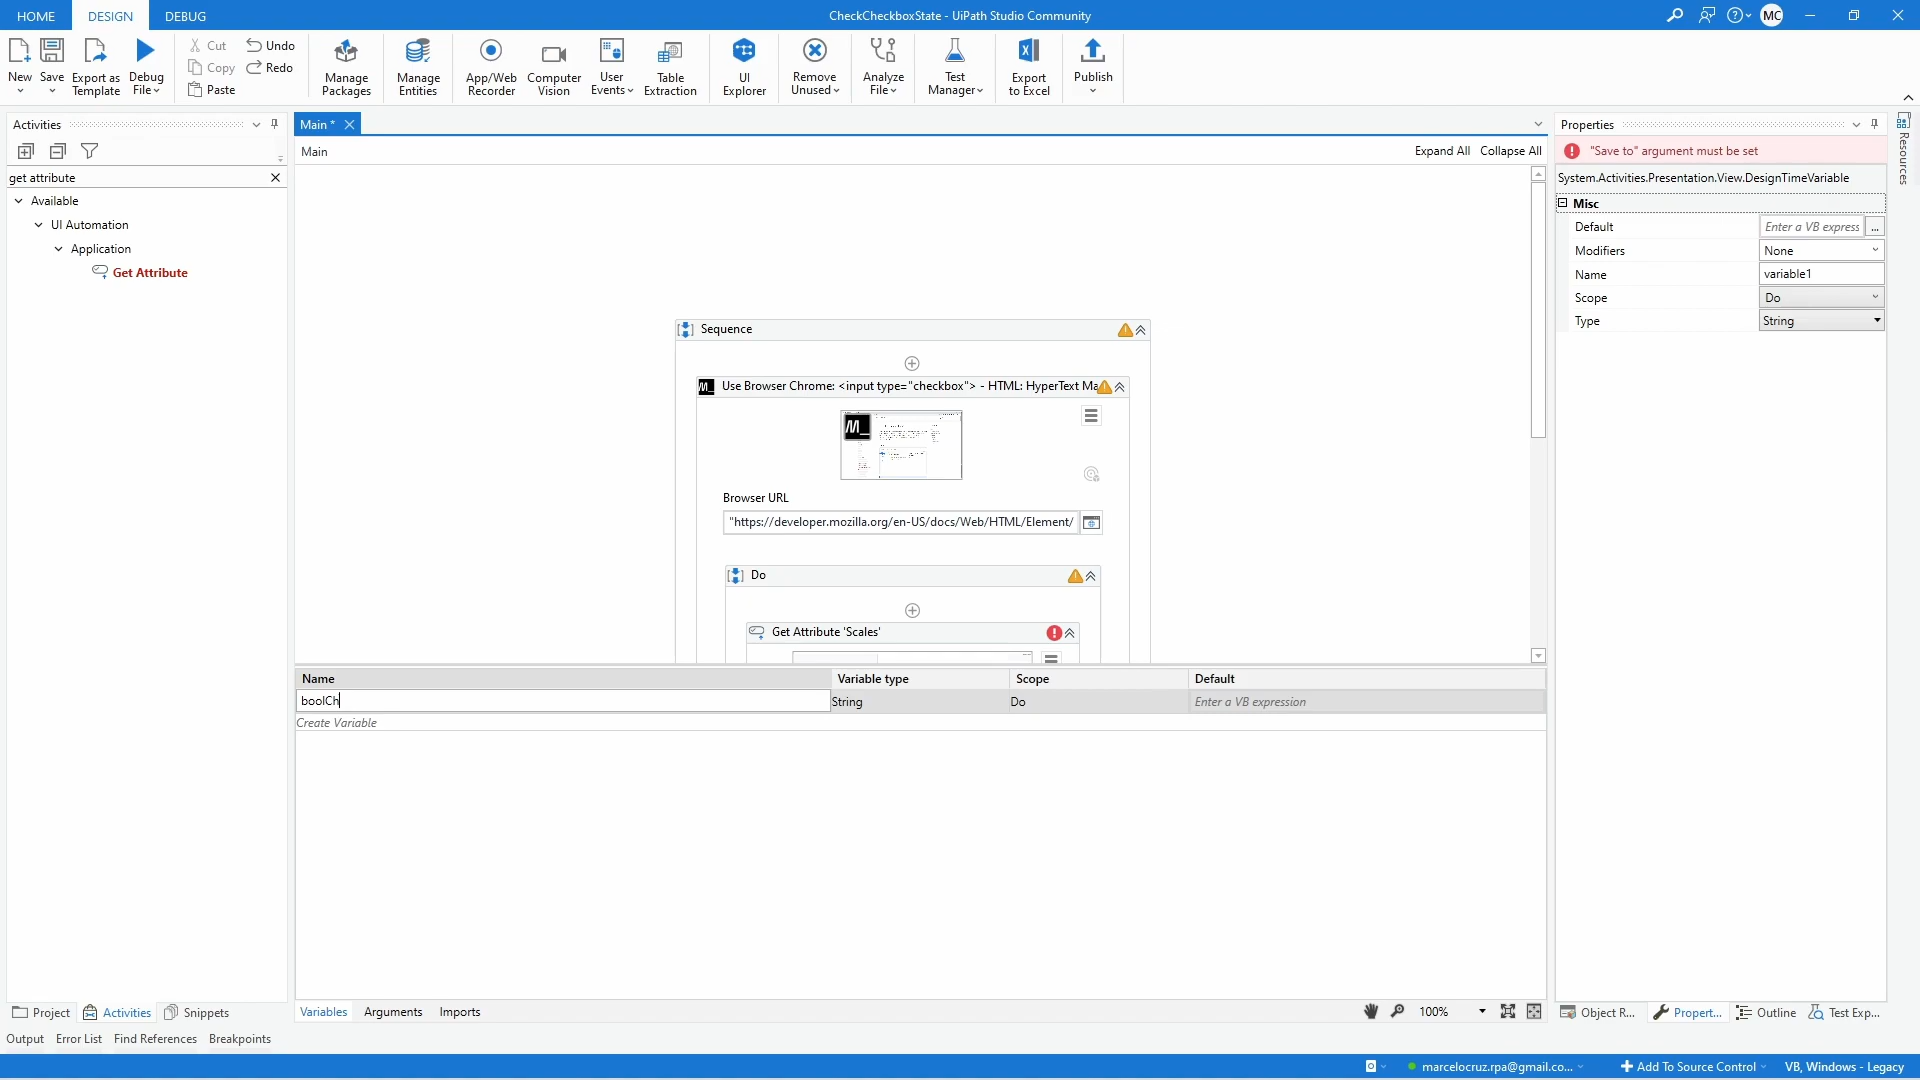 HOME
DESIGN
DEBUG
CheckCheckboxState - UiPath Studio Community
MC
New
Save
Export as
Template
Debug
File
Cut
Copy
Paste
Undo
Redo
Manage
Packages
Manage
Entities
App/Web
Recorder
Computer
Vision
User
Events
Table
Extraction
UI
Explorer
Remove
Unused
Analyze
File
Test
Manager
Export
to Excel
Publish
Activities
get attribute
Available
UI Automation
Application
Get Attribute
Main *
Main
Expand All
Collapse All
Sequence
Use Browser Chrome: <input type="checkbox"> - HTML: HyperText Ma
Browser URL
"https://developer.mozilla.org/en-US/docs/Web/HTML/Element/
Do
Get Attribute 'Scales'
Name
Variable type
Scope
Default
boolCh
String
Do
Enter a VB expression
Create Variable
Variables
Arguments
Imports
100%
Properties
"Save to" argument must be set
System.Activities.Presentation.View.DesignTimeVariable
Misc
Default
Enter a VB express
...
Modifiers
None
Name
variable1
Scope
Do
Type
String
Resources
Project
Activities
Snippets
Object R...
Propert...
Outline
Test Exp...
Output
Error List
Find References
Breakpoints
marcelocruz.rpa@gmail.co...
Add To Source Control
VB, Windows - Legacy